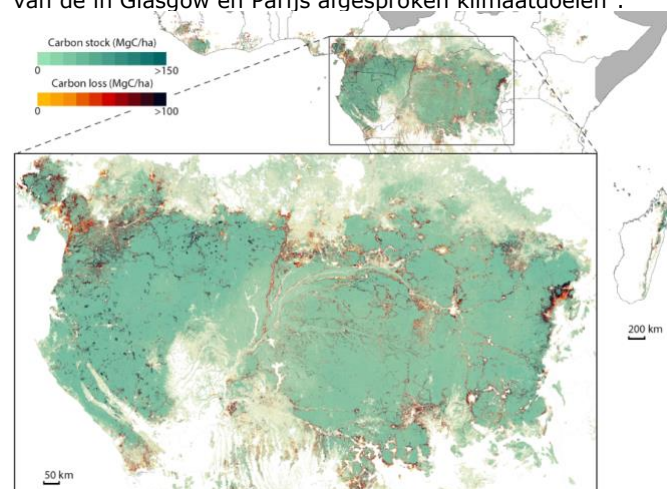 van de in Glasgow en Parijs afgesproken klimaatdoelen".
Carbon stock (MgC/ha)
0 >150
Carbon loss (MgC/ha)
0 >100
200 km
50 km